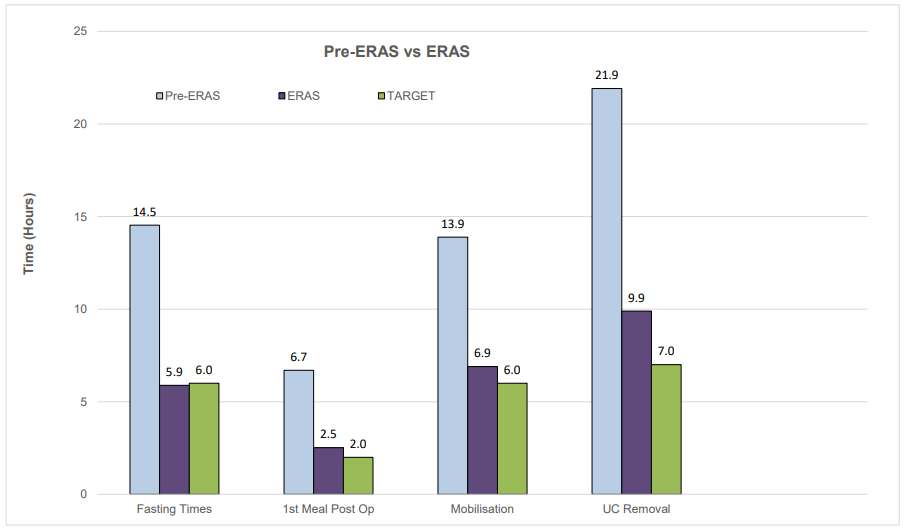 Pre-ERAS vs ERAS
Pre-ERAS ERAS TARGET
Time (Hours)
25
20
15
10
5
0
14.5 5.9 6.0
6.7 2.5 2.0
13.9 6.9 6.0
21.9 9.9 7.0
Fasting Times 1st Meal Post Op Mobilisation UC Removal